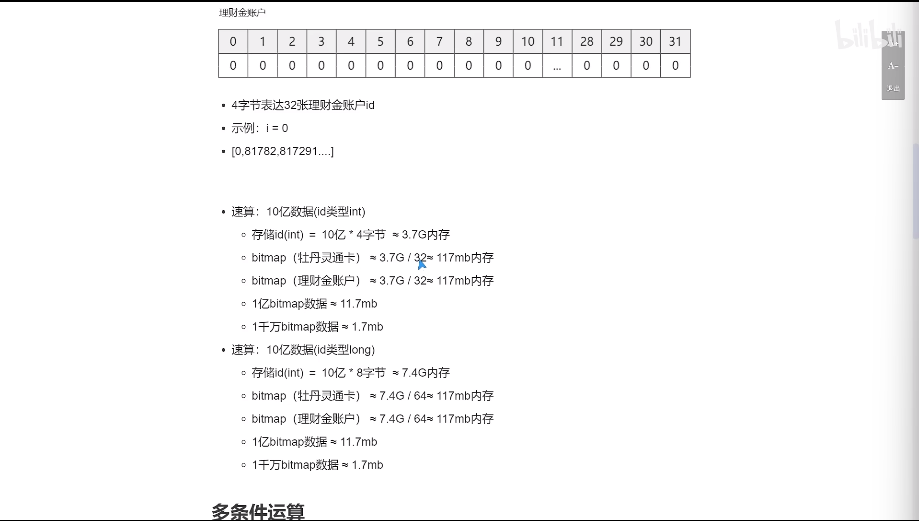 理财金账户
bilibili
0 1 2 3 4 5 6 7 8 9 10 11 28 29 30 31
0 0 0 0 0 0 0 0 0 0 0 ... 0 0 0 0
A-
4字节表达32张理财金账户id
示例：i = 0
[0,81782,817291....]
速算：10亿数据(id类型int)
存储id(int) = 10亿 * 4字节 ≈ 3.7G内存
bitmap（牡丹灵通卡） ≈ 3.7G / 32≈ 117mb内存
bitmap（理财金账户） ≈ 3.7G / 32≈ 117mb内存
1亿bitmap数据 ≈ 11.7mb
1千万bitmap数据 ≈ 1.7mb
速算：10亿数据(id类型long)
存储id(int) = 10亿 * 8字节 ≈ 7.4G内存
bitmap（牡丹灵通卡） ≈ 7.4G / 64≈ 117mb内存
bitmap（理财金账户） ≈ 7.4G / 64≈ 117mb内存
1亿bitmap数据 ≈ 11.7mb
1千万bitmap数据 ≈ 1.7mb
多条件运算